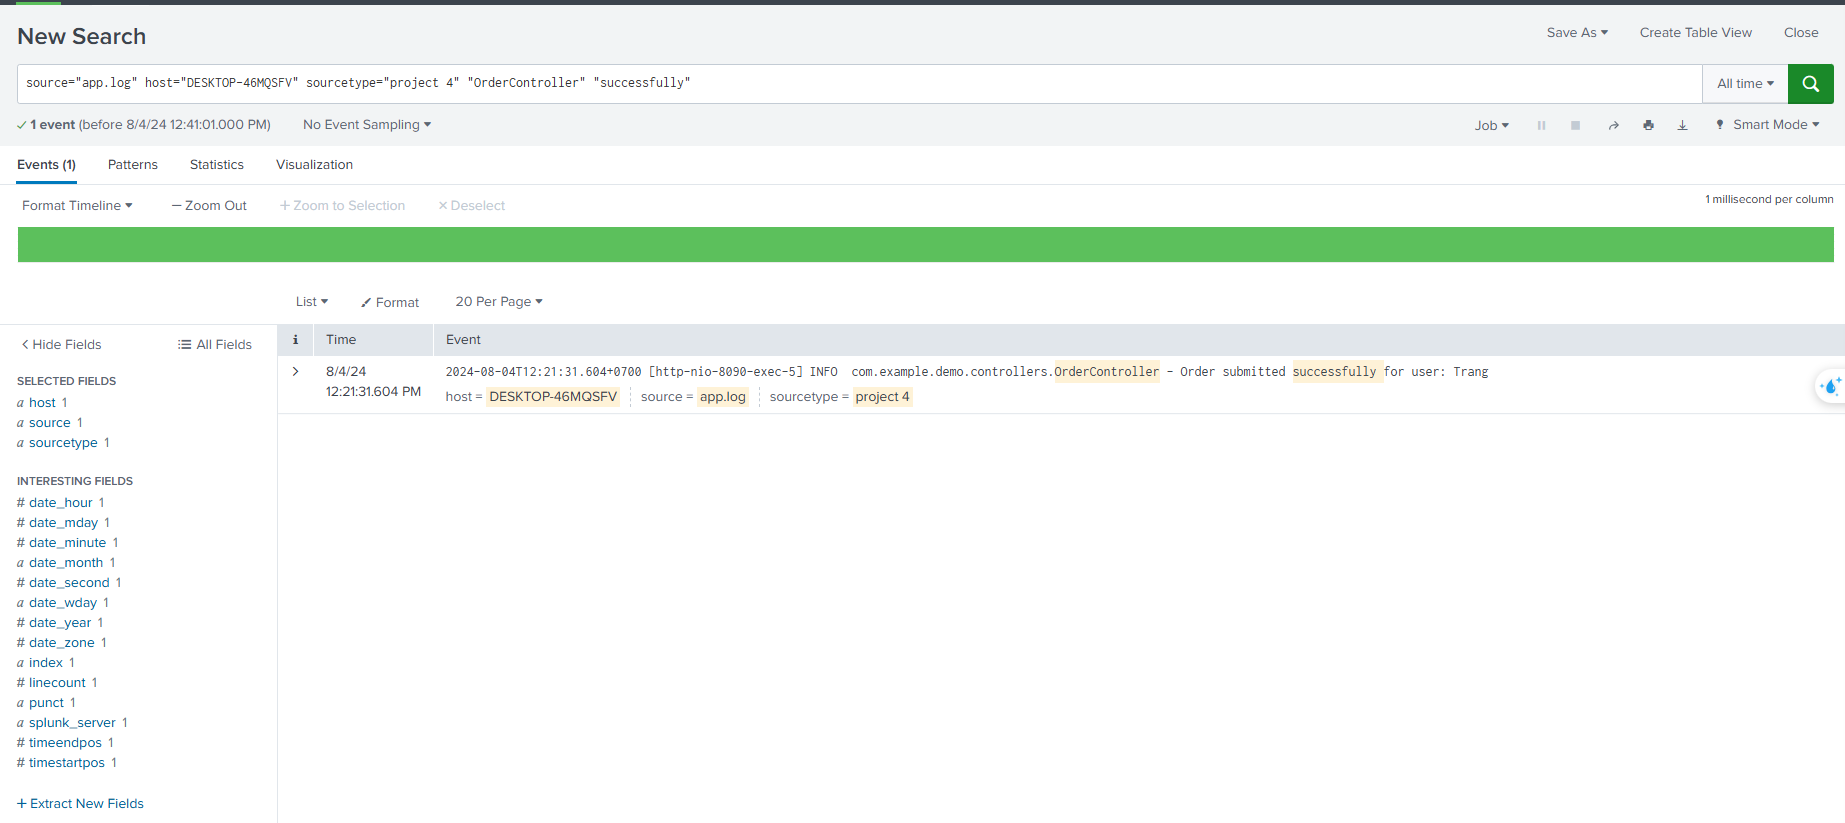 New Search
Save As
Create Table View
Close
source="app.log" host="DESKTOP-46MQSFV" sourcetype="project 4" "OrderController" "successfully"
All time
1 event (before 8/4/24 12:41:01.000 PM)
No Event Sampling
Job
Smart Mode
Events (1)
Patterns
Statistics
Visualization
Format Timeline
— Zoom Out
+ Zoom to Selection
× Deselect
1 millisecond per column
List
Format
20 Per Page
< Hide Fields
All Fields
i
Time
Event
SELECTED FIELDS
a host 1
a source 1
a sourcetype 1
INTERESTING FIELDS
# date_hour 1
# date_mday 1
# date_minute 1
a date_month 1
# date_second 1
a date_wday 1
# date_year 1
# date_zone 1
a index 1
# linecount 1
a punct 1
a splunk_server 1
# timeendpos 1
# timestartpos 1
+ Extract New Fields
>
8/4/24
12:21:31.604 PM
2024-08-04T12:21:31.604+0700 [http-nio-8090-exec-5] INFO  com.example.demo.controllers.OrderController - Order submitted successfully for user: Trang
host = DESKTOP-46MQSFV
source = app.log
sourcetype = project 4